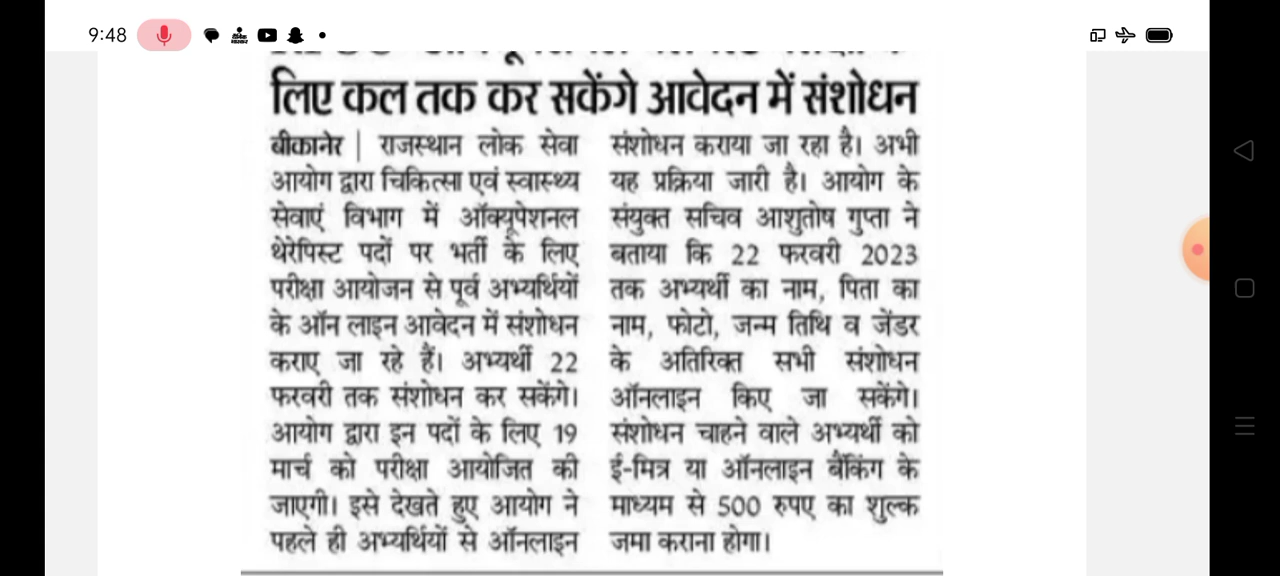 9:48
लिए कल तक कर सकेंगे आवेदन में संशोधन
बीकानेर | राजस्थान लोक सेवा
आयोग द्वारा चिकित्सा एवं स्वास्थ्य
सेवाएं विभाग में ऑक्यूपेशनल
थेरेपिस्ट पदों पर भर्ती के लिए
परीक्षा आयोजन से पूर्व अभ्यर्थियों
के ऑन लाइन आवेदन में संशोधन
कराए जा रहे हैं। अभ्यर्थी 22
फरवरी तक संशोधन कर सकेंगे।
आयोग द्वारा इन पदों के लिए 19
मार्च को परीक्षा आयोजित की
जाएगी। इसे देखते हुए आयोग ने
पहले ही अभ्यर्थियों से ऑनलाइन
संशोधन कराया जा रहा है। अभी
यह प्रक्रिया जारी है। आयोग के
संयुक्त सचिव आशुतोष गुप्ता ने
बताया कि 22 फरवरी 2023
तक अभ्यर्थी का नाम, पिता का
नाम, फोटो, जन्म तिथि व जेंडर
के अतिरिक्त सभी संशोधन
ऑनलाइन किए जा सकेंगे।
संशोधन चाहने वाले अभ्यर्थी को
ई-मित्र या ऑनलाइन बैंकिंग के
माध्यम से 500 रुपए का शुल्क
जमा कराना होगा।